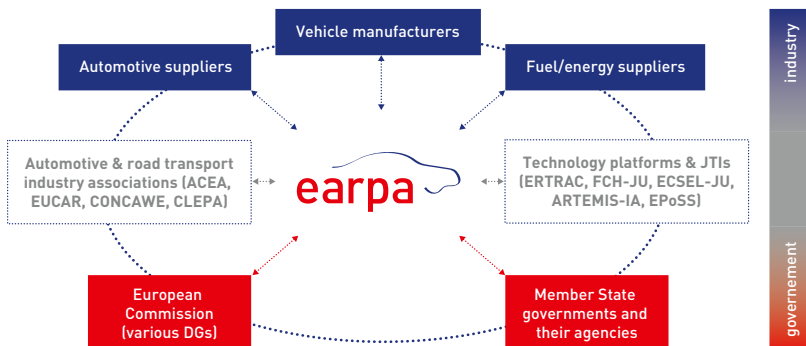 Vehicle manufacturers
Automotive suppliers
Fuel/energy suppliers
industry
Automotive & road transport
industry associations (ACEA,
EUCAR, CONCAWE, CLEPA)
earpa
Technology platforms & JTIs
(ERTRAC, FCH-JU, ECSEL-JU,
ARTEMIS-IA, EPoSS)
European
Commission
(various DGs)
Member State
governments and
their agencies
governement